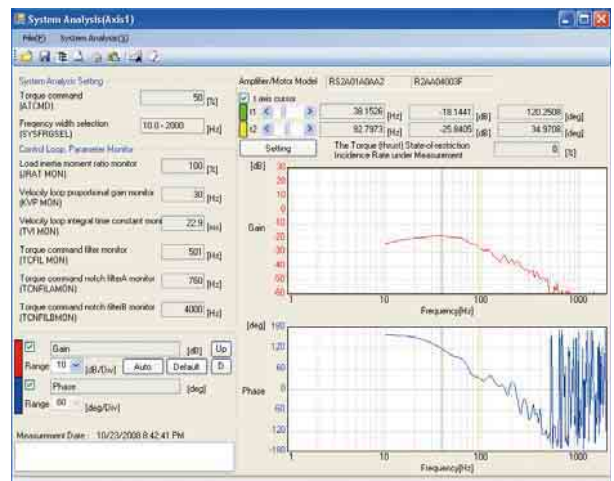 System Analysis(Axis1)
File(F) System Analysis(S)
System Analysis Setting
Torque command
(ATCMD)
50 [%]
Freqency width selection
(SYSFRGSEL)
10.0 - 2000 [Hz]
Control Loop, Parameter Monitor
Load inertia moment ratio monitor
(JRAT MON)
100 [%]
Velocity loop proportional gain monitor
(KVP MON)
30 [Hz]
Velocity loop integral time constant moni
(TVI MON)
22.9 [ms]
Torque command filter monitor
(TCFIL MON)
501 [Hz]
Torque command notch filterA monitor
(TCNFILAMON)
760 [Hz]
Torque command notch filterB monitor
(TCNFILBMON)
4000 [Hz]
Gain [dB] Up
Range 10 [dB/Div] Auto Default D
Phase [deg]
Range 60 [deg/Div]
Measurement Date : 10/23/2008 8:42:41 PM
Amplifier/Motor Model RS2A01A0AA2 R2AA04003F
t axis cursor
t1 < > 38.1526 [Hz] -18.1441 [dB] 120.2508 [deg]
t2 < > 92.7973 [Hz] -25.8405 [dB] 34.9708 [deg]
Setting
The Torque (thrust) State-of-restriction
Incidence Rate under Measurement
0 [%]
[dB] 30
20
10
0
Gain
10
20
30
40
50
60
1 10 100 1000
Frequency[Hz]
[deg] 180
120
60
Phase 0
60
120
-180
1 10 100 1000
Frequency[Hz]